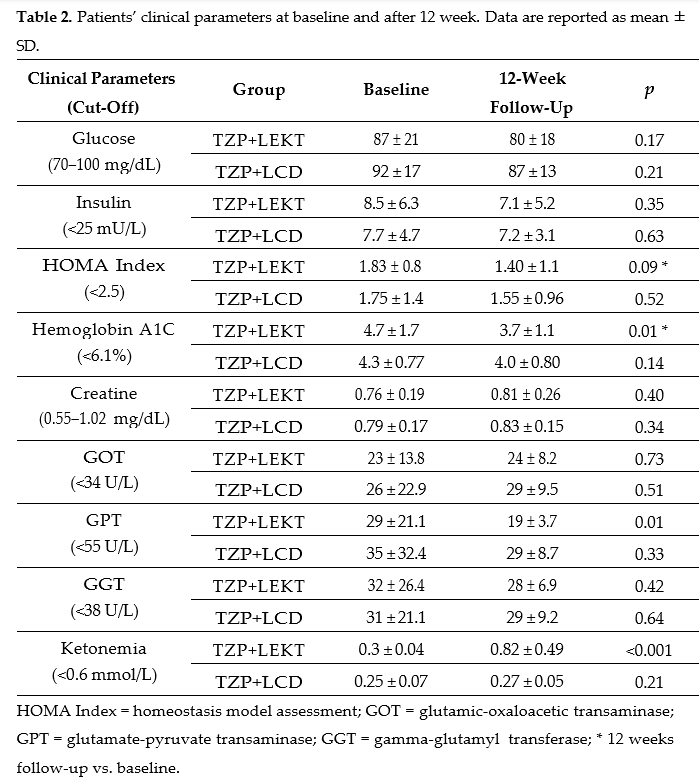 Table 2. Patients’ clinical parameters at baseline and after 12 week. Data are reported as mean ±
SD.
Clinical Parameters (Cut-Off) Group Baseline 12-Week Follow-Up p
Glucose (70–100 mg/dL) TZP+LEKT 87 ± 21 80 ± 18 0.17
TZP+LCD 92 ± 17 87 ± 13 0.21
Insulin (<25 mU/L) TZP+LEKT 8.5 ± 6.3 7.1 ± 5.2 0.35
TZP+LCD 7.7 ± 4.7 7.2 ± 3.1 0.63
HOMA Index (<2.5) TZP+LEKT 1.83 ± 0.8 1.40 ± 1.1 0.09 *
TZP+LCD 1.75 ± 1.4 1.55 ± 0.96 0.52
Hemoglobin A1C (<6.1%) TZP+LEKT 4.7 ± 1.7 3.7 ± 1.1 0.01 *
TZP+LCD 4.3 ± 0.77 4.0 ± 0.80 0.14
Creatine (0.55–1.02 mg/dL) TZP+LEKT 0.76 ± 0.19 0.81 ± 0.26 0.40
TZP+LCD 0.79 ± 0.17 0.83 ± 0.15 0.34
GOT (<34 U/L) TZP+LEKT 23 ± 13.8 24 ± 8.2 0.73
TZP+LCD 26 ± 22.9 29 ± 9.5 0.51
GPT (<55 U/L) TZP+LEKT 29 ± 21.1 19 ± 3.7 0.01
TZP+LCD 35 ± 32.4 29 ± 8.7 0.33
GGT (<38 U/L) TZP+LEKT 32 ± 26.4 28 ± 6.9 0.42
TZP+LCD 31 ± 21.1 29 ± 9.2 0.64
Ketonemia (<0.6 mmol/L) TZP+LEKT 0.3 ± 0.04 0.82 ± 0.49 <0.001
TZP+LCD 0.25 ± 0.07 0.27 ± 0.05 0.21
HOMA Index = homeostasis model assessment; GOT = glutamic-oxaloacetic transaminase;
GPT = glutamate-pyruvate transaminase; GGT = gamma-glutamyl transferase; * 12 weeks
follow-up vs. baseline.